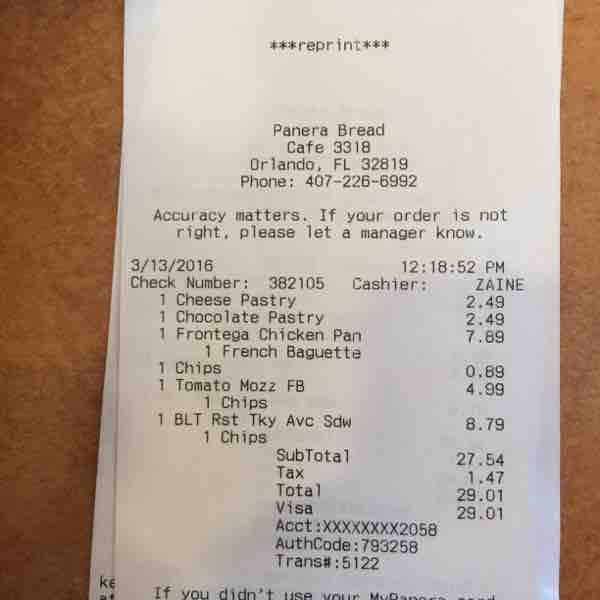 ***reprint***
Panera Bread
Cafe 3318
Orlando, FL 32819
Phone: 407-226-6992
Accuracy matters. If your order is not
right, please let a manager know.
3/13/2016 12:18:52 PM
Check Number: 382105 Cashier: ZAINE
1 Cheese Pastry 2.49
1 Chocolate Pastry 2.49
1 Frontega Chicken Pan 7.89
1 French Baguette
1 Chips 0.89
1 Tomato Mozz FB 4.99
1 Chips
1 BLT Rst Tky Avc Sdw 8.79
1 Chips
SubTotal 27.54
Tax 1.47
Total 29.01
Visa 29.01
Acct:XXXXXXXX2058
AuthCode:793258
Trans#:5122
ke
If you didn't use your MyPanera card